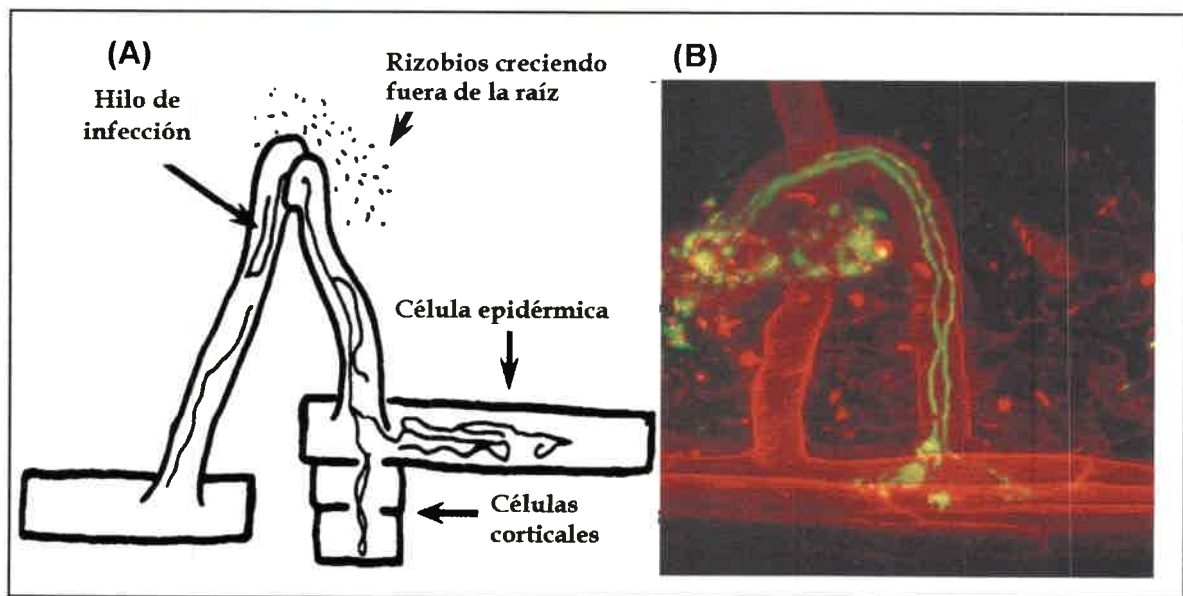 (A)
Rizobios creciendo
fuera de la raíz
Hilo de
infección
Célula epidérmica
Células
corticales
(B)